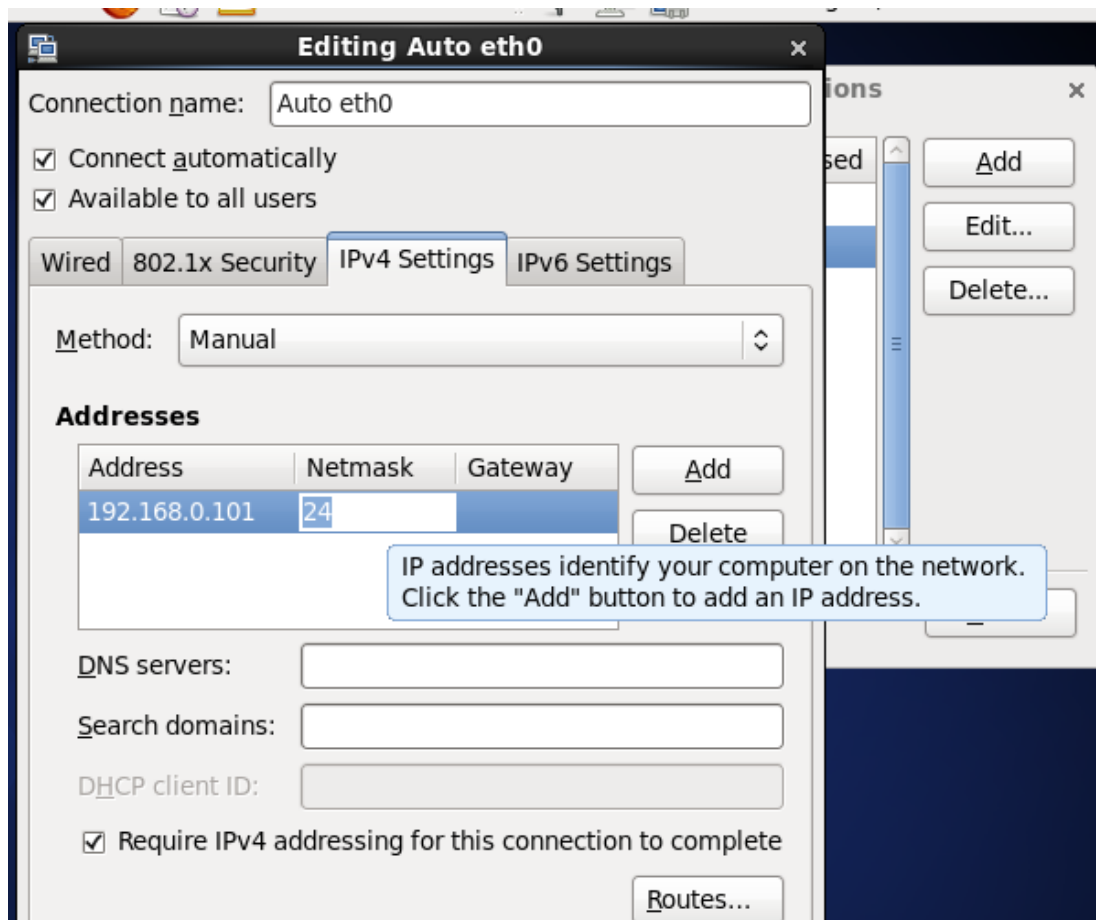 Editing Auto eth0
Connection name: Auto eth0
Connect automatically
Available to all users
Wired 802.1x Security IPv4 Settings IPv6 Settings
Method: Manual
Addresses
Address Netmask Gateway
192.168.0.101 24
Add
Delete
IP addresses identify your computer on the network.
Click the "Add" button to add an IP address.
DNS servers:
Search domains:
DHCP client ID:
Require IPv4 addressing for this connection to complete
Routes...
ions
sed
Add
Edit...
Delete...